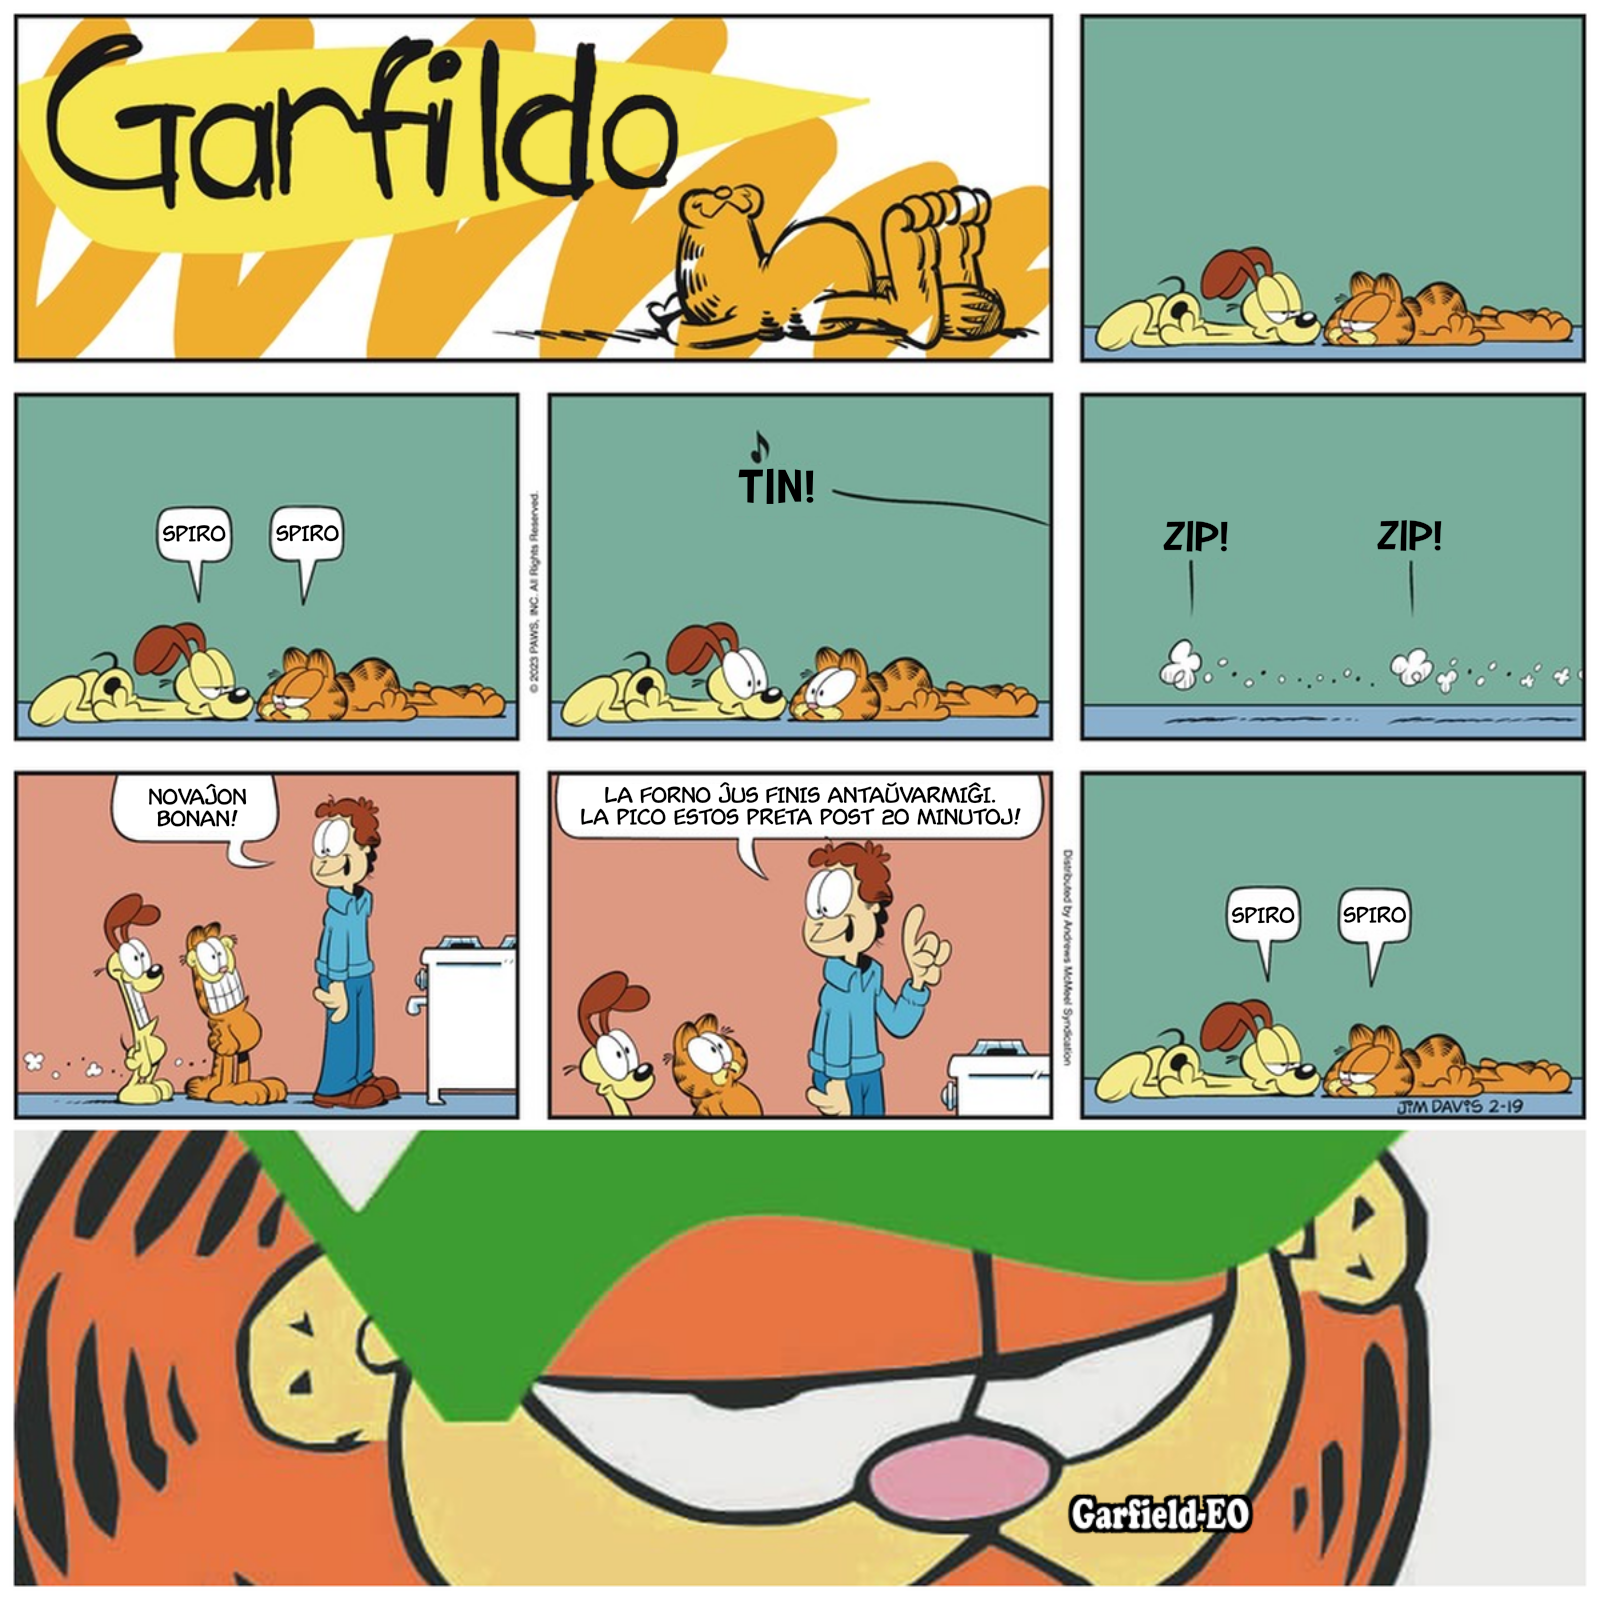 Garfildo
SPIRO
SPIRO
© 2023 PAWS, INC. All Rights Reserved.
TIN!
ZIP!
ZIP!
NOVAĴON
BONAN!
LA FORNO ĴUS FINIS ANTAŬVARMIĜI.
LA PICO ESTOS PRETA POST 20 MINUTOJ!
Distributed by Andrews McMeel Syndication
SPIRO
SPIRO
JIM DAVIS 2-19
Garfield-EO